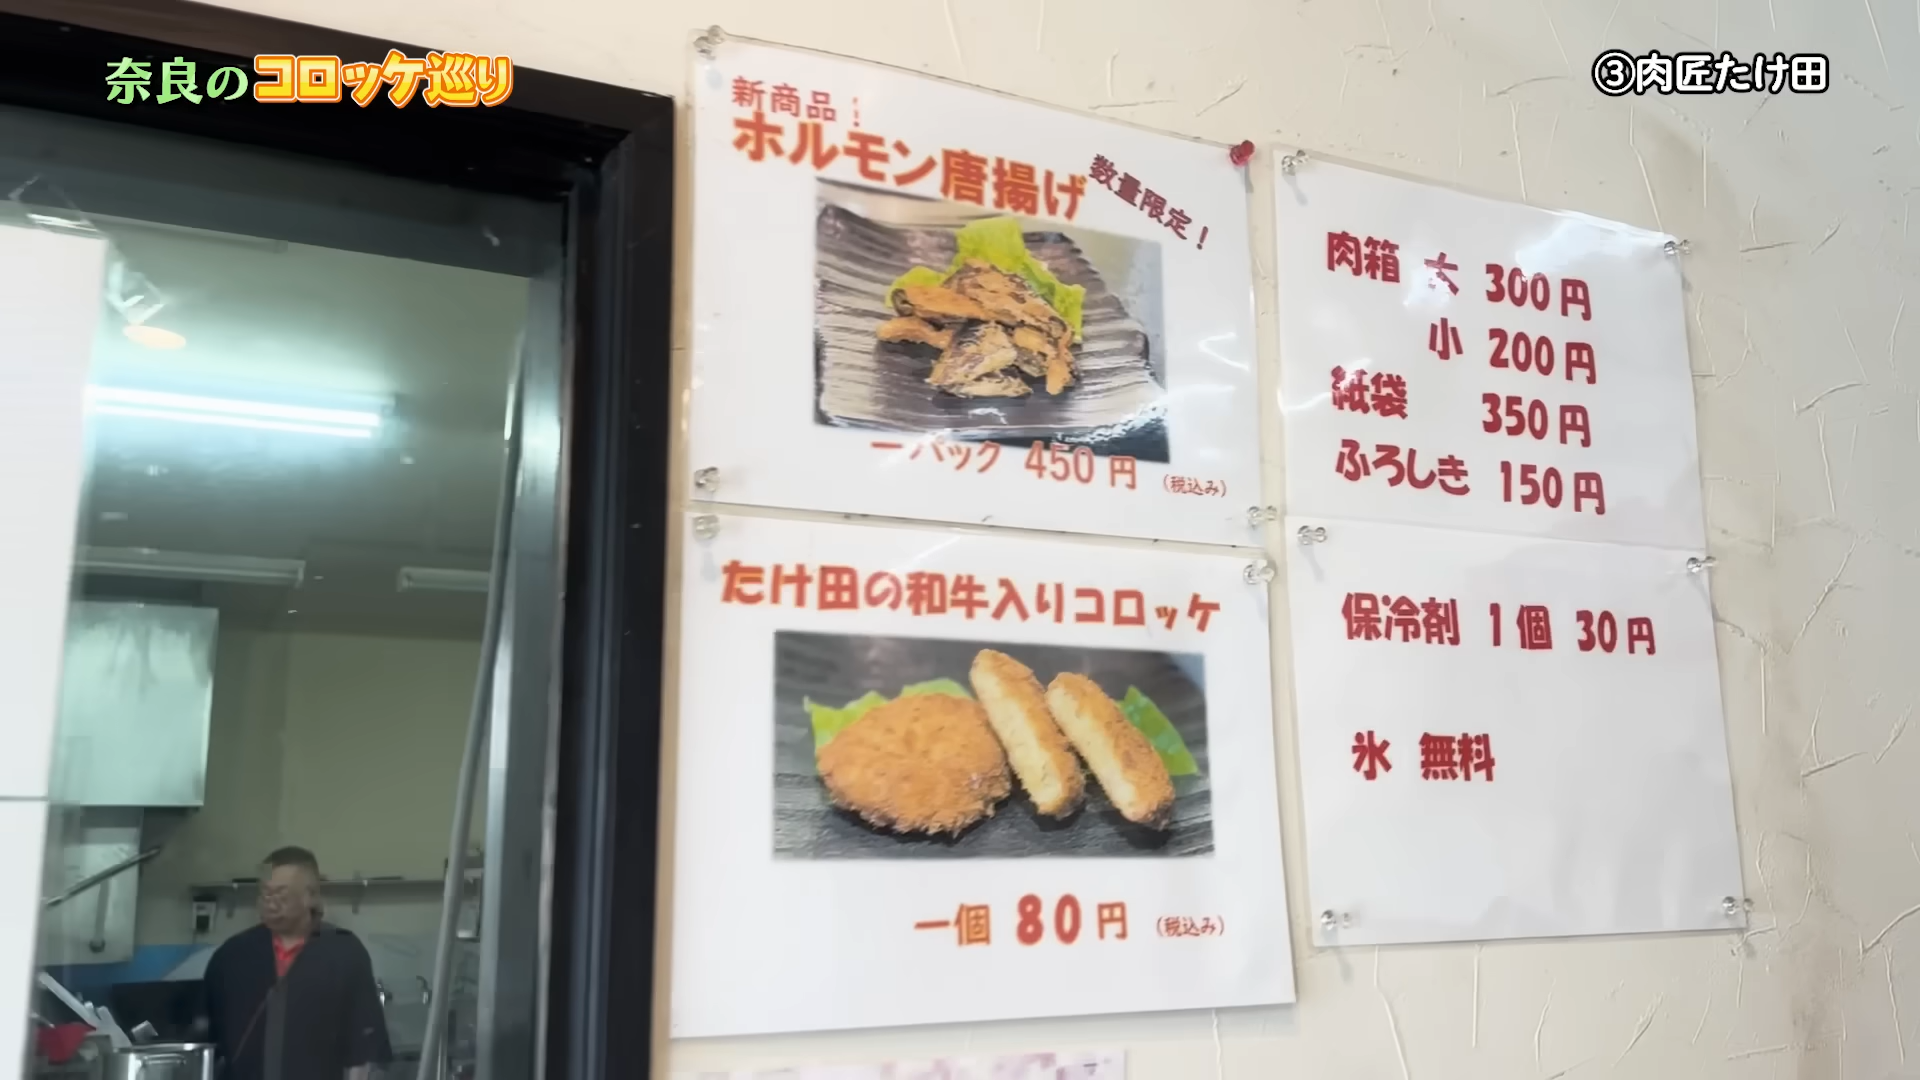 奈良のコロッケ巡り
③肉匠たけ田
新商品！
ホルモン唐揚げ
数量限定！
一パック 450円 (税込み)
たけ田の和牛入りコロッケ
一個 80円 (税込み)
肉箱 大 300円
小 200円
紙袋 350円
ふろしき 150円
保冷剤 1個 30円
氷 無料